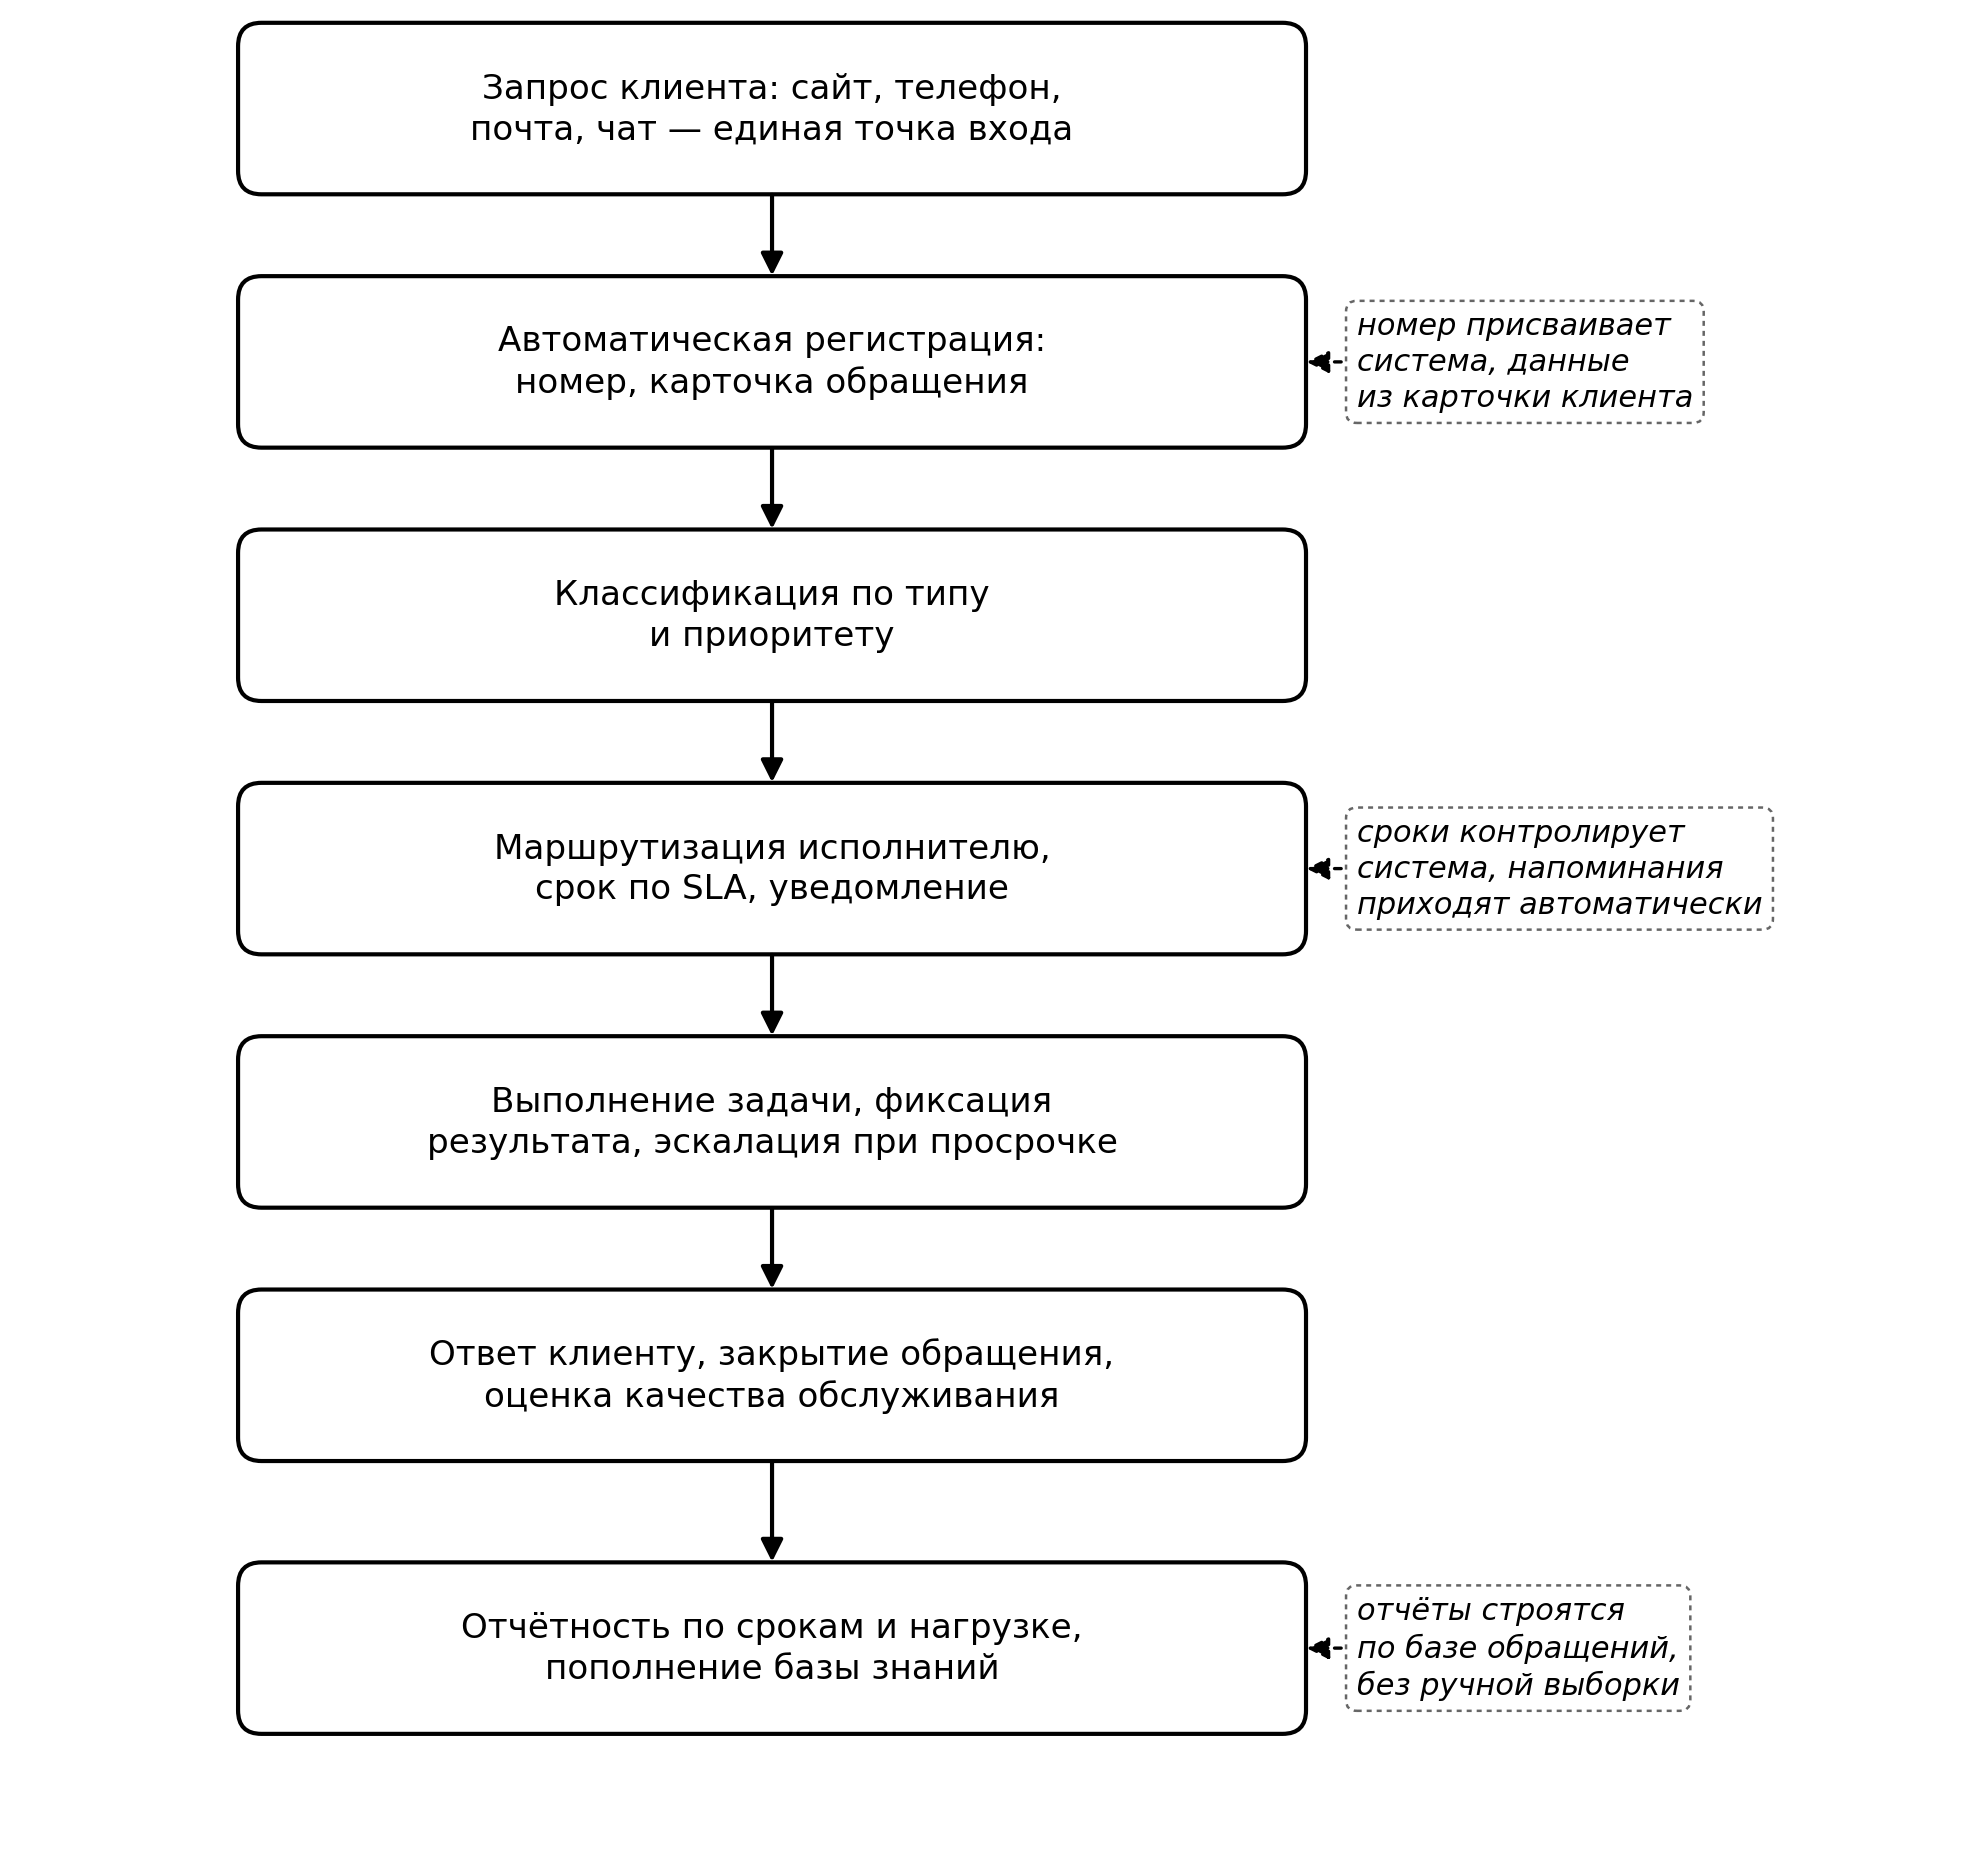 Запрос клиента: сайт, телефон,
почта, чат — единая точка входа
Автоматическая регистрация:
номер, карточка обращения
номер присваивает
система, данные
из карточки клиента
Классификация по типу
и приоритету
Маршрутизация исполнителю,
срок по SLA, уведомление
сроки контролирует
система, напоминания
приходят автоматически
Выполнение задачи, фиксация
результата, эскалация при просрочке
Ответ клиенту, закрытие обращения,
оценка качества обслуживания
Отчётность по срокам и нагрузке,
пополнение базы знаний
отчёты строятся
по базе обращений,
без ручной выборки